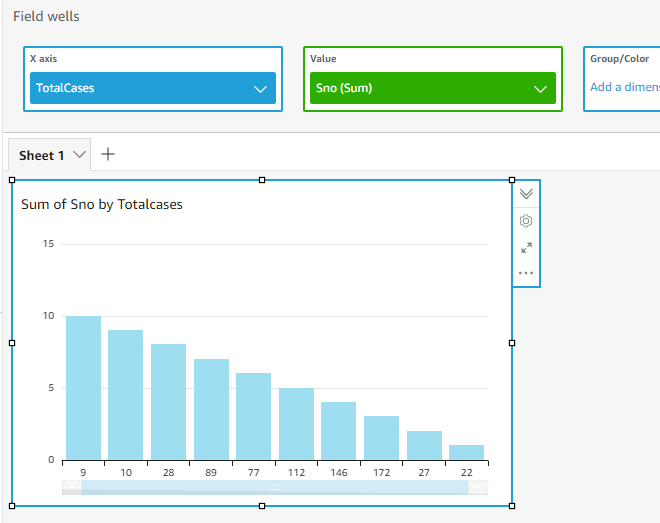 Field wells
X axis
Value
Group/Color
TotalCases
Sno (Sum)
Add a dimens
Sheet 1
Sum of Sno by Totalcases
15
10
5
0
9 10 28 89 77 112 146 172 27 22